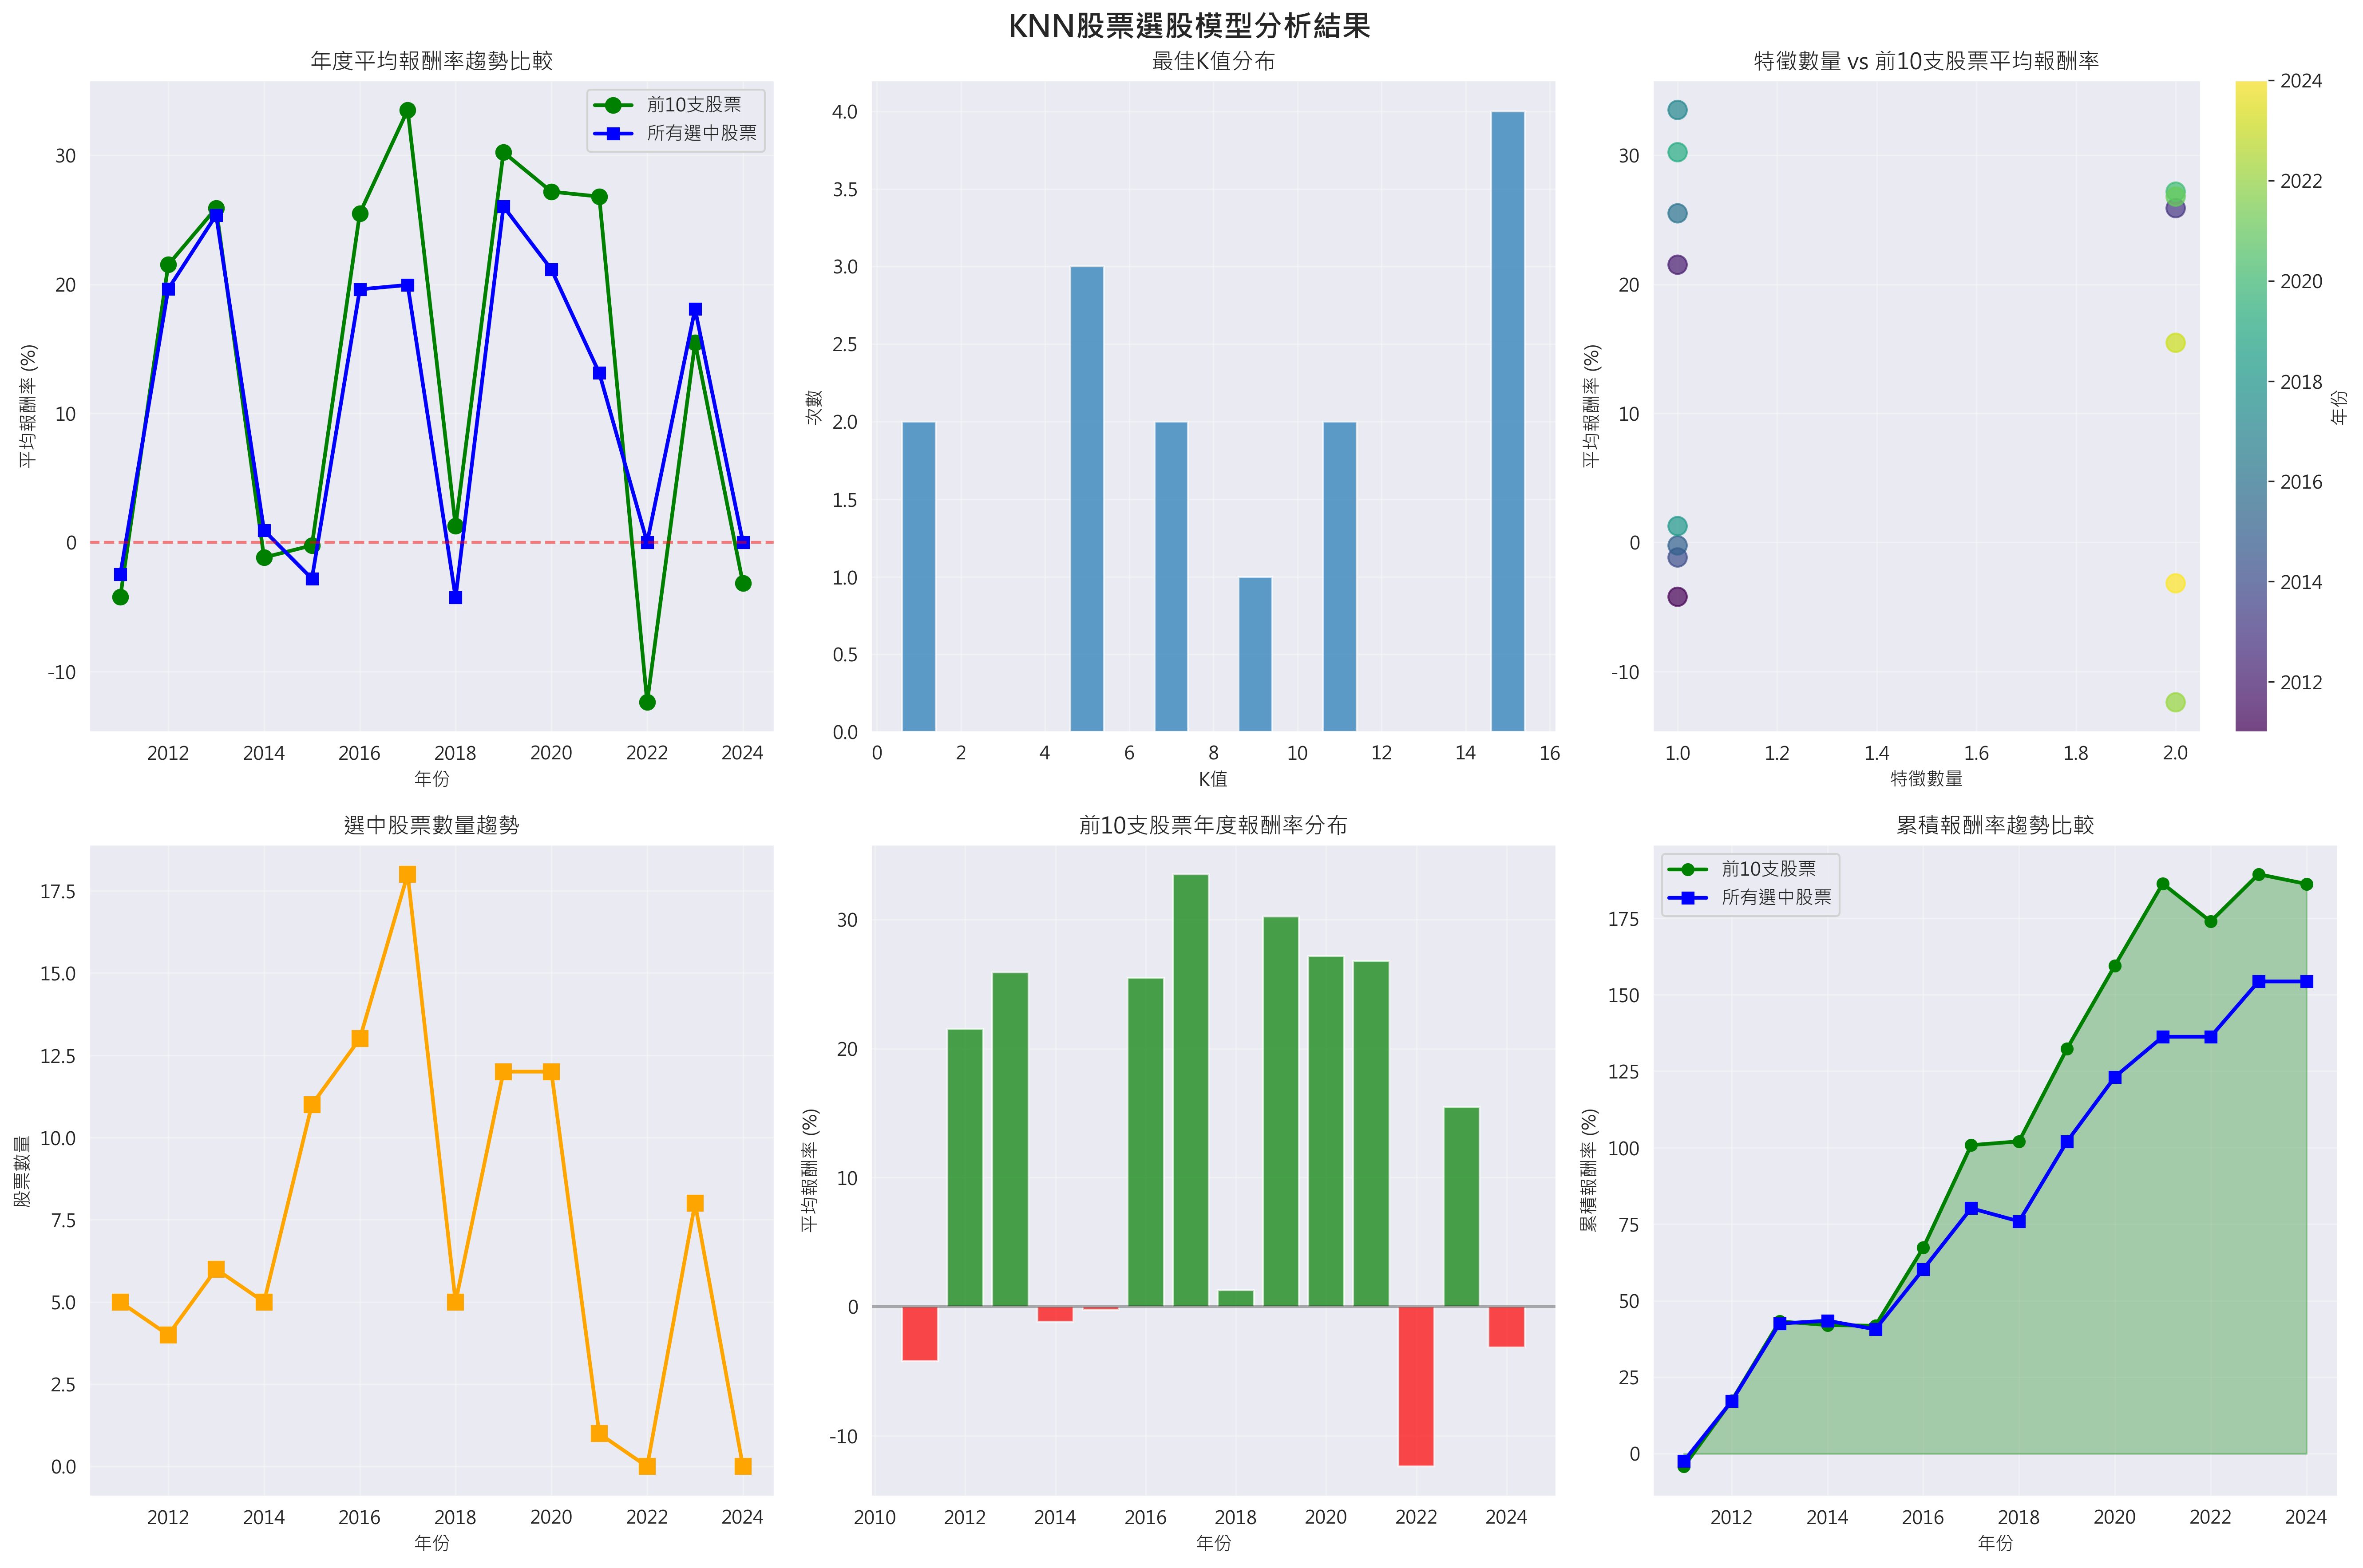 KNN股票選股模型分析結果
年度平均報酬率趨勢比較
前10支股票
所有選中股票
平均報酬率 (%)
30
20
10
0
-10
2012 2014 2016 2018 2020 2022 2024
年份
最佳K值分布
次數
4.0
3.5
3.0
2.5
2.0
1.5
1.0
0.5
0.0
0 2 4 6 8 10 12 14 16
K值
特徵數量 vs 前10支股票平均報酬率
平均報酬率 (%)
30
20
10
0
-10
1.0 1.2 1.4 1.6 1.8 2.0
特徵數量
2024
2022
2020
2018
2016
2014
2012
年份
選中股票數量趨勢
股票數量
17.5
15.0
12.5
10.0
7.5
5.0
2.5
0.0
2012 2014 2016 2018 2020 2022 2024
年份
前10支股票年度報酬率分布
平均報酬率 (%)
30
20
10
0
-10
2010 2012 2014 2016 2018 2020 2022 2024
年份
累積報酬率趨勢比較
前10支股票
所有選中股票
累積報酬率 (%)
175
150
125
100
75
50
25
0
2012 2014 2016 2018 2020 2022 2024
年份